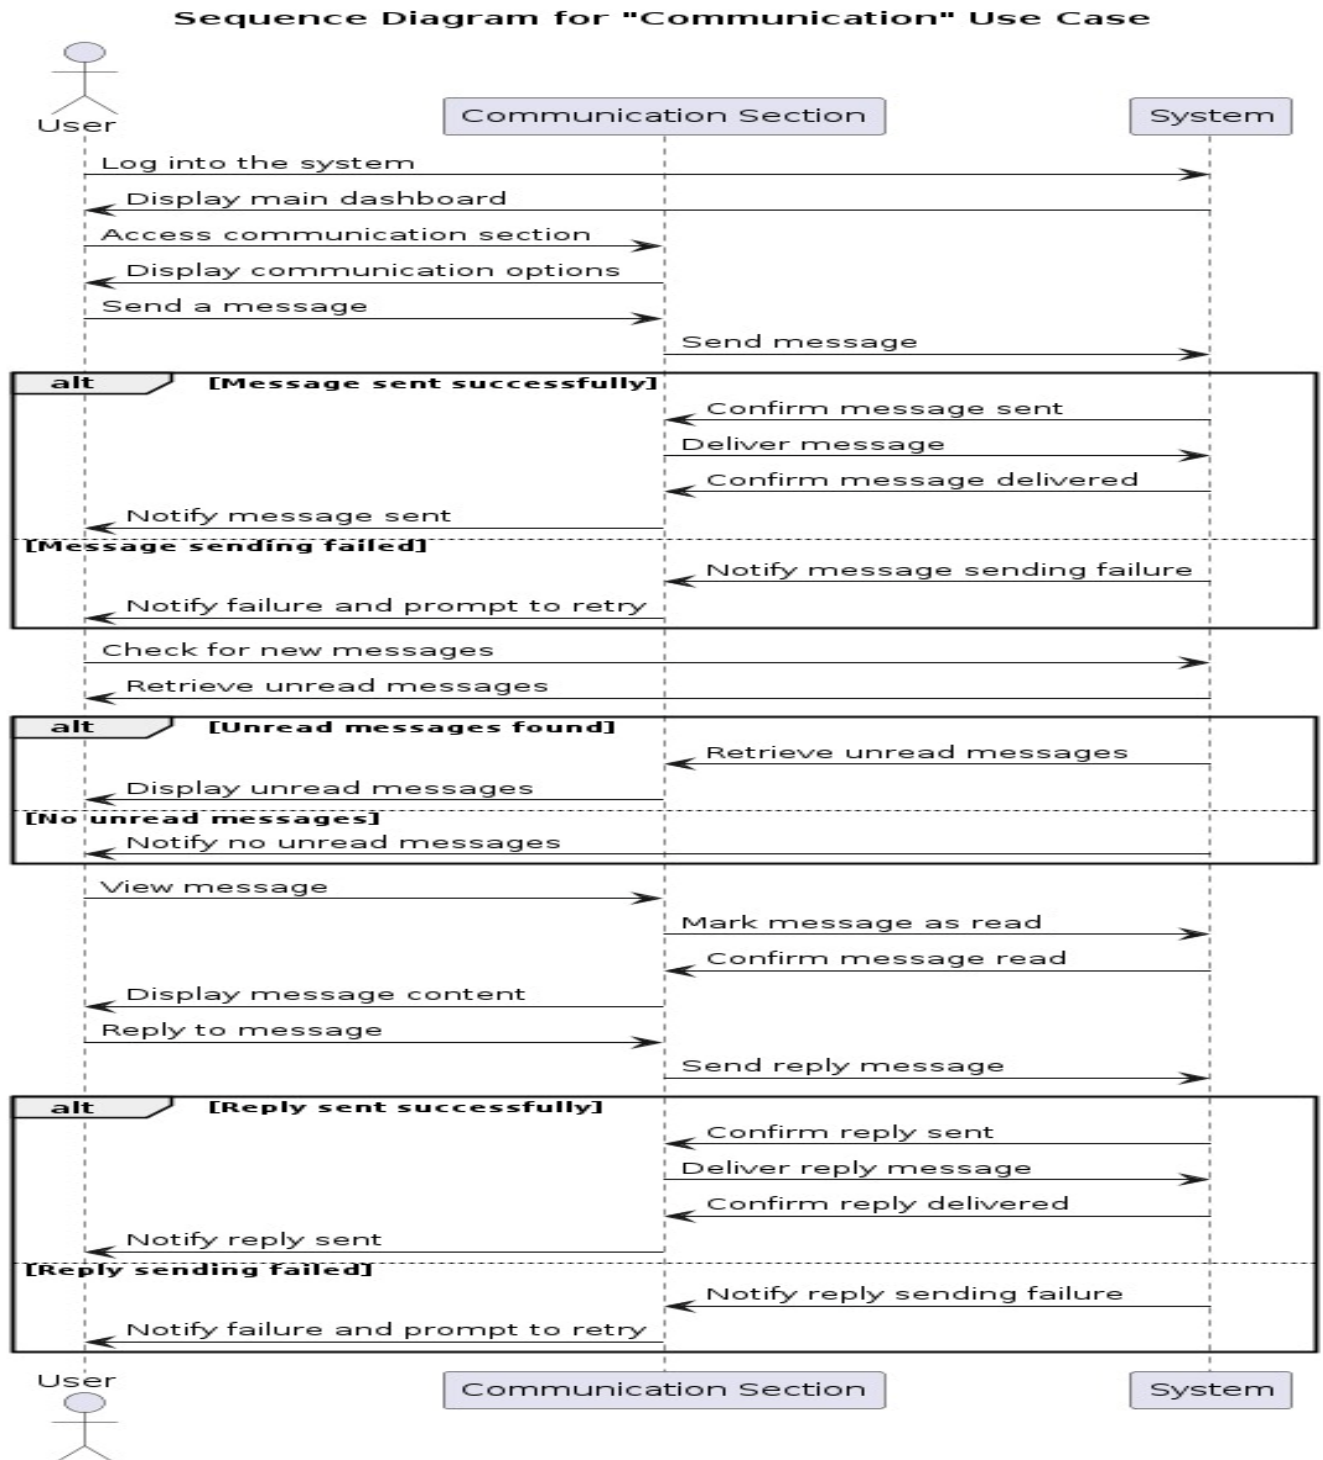 Sequence Diagram for "Communication" Use Case
User
Communication Section
System
Log into the system
Display main dashboard
Access communication section
Display communication options
Send a message
Send message
alt [Message sent successfully]
Confirm message sent
Deliver message
Confirm message delivered
Notify message sent
[Message sending failed]
Notify message sending failure
Notify failure and prompt to retry
Check for new messages
Retrieve unread messages
alt [Unread messages found]
Retrieve unread messages
Display unread messages
[No unread messages]
Notify no unread messages
View message
Mark message as read
Confirm message read
Display message content
Reply to message
Send reply message
alt [Reply sent successfully]
Confirm reply sent
Deliver reply message
Confirm reply delivered
Notify reply sent
[Reply sending failed]
Notify reply sending failure
Notify failure and prompt to retry
User
Communication Section
System